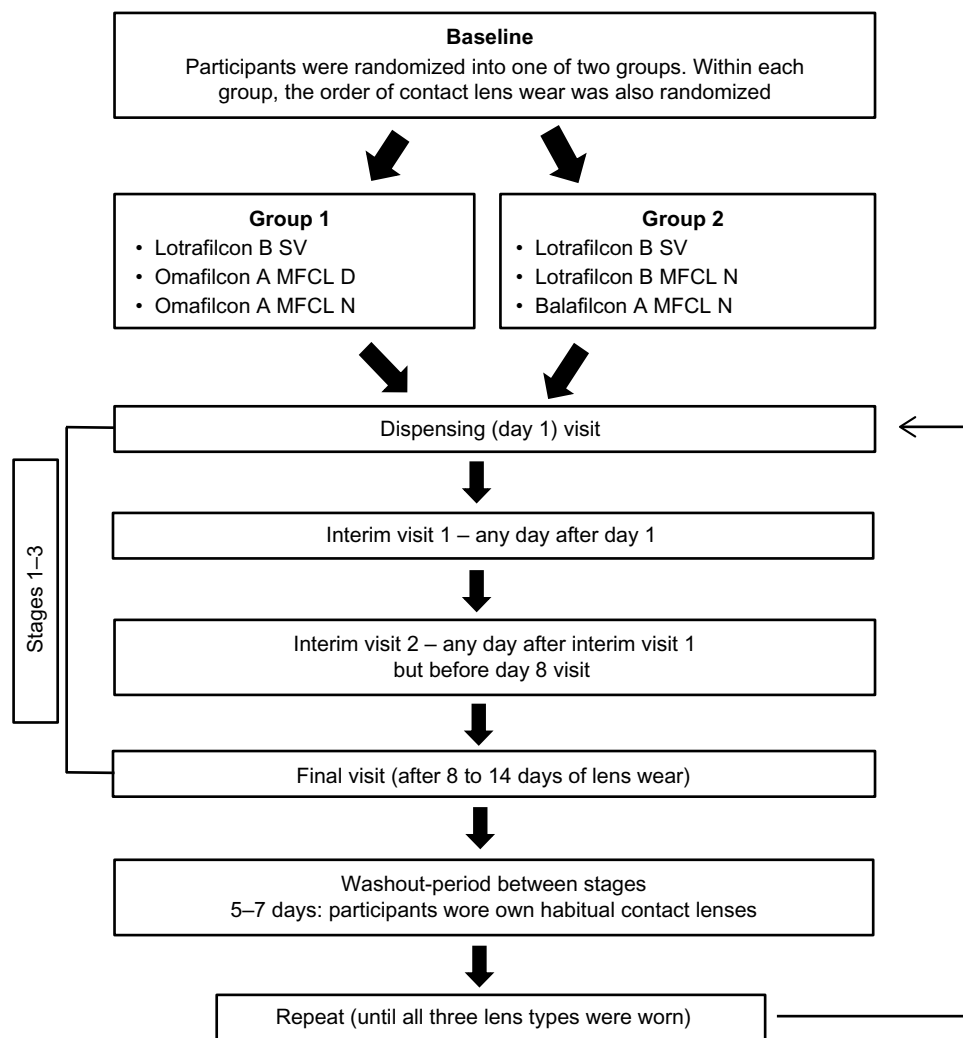 Baseline
Participants were randomized into one of two groups. Within each
group, the order of contact lens wear was also randomized
Group 1
• Lotrafilcon B SV
• Omafilcon A MFCL D
• Omafilcon A MFCL N
Group 2
• Lotrafilcon B SV
• Lotrafilcon B MFCL N
• Balafilcon A MFCL N
Stages 1–3
Dispensing (day 1) visit
Interim visit 1 – any day after day 1
Interim visit 2 – any day after interim visit 1
but before day 8 visit
Final visit (after 8 to 14 days of lens wear)
Washout-period between stages
5–7 days: participants wore own habitual contact lenses
Repeat (until all three lens types were worn)